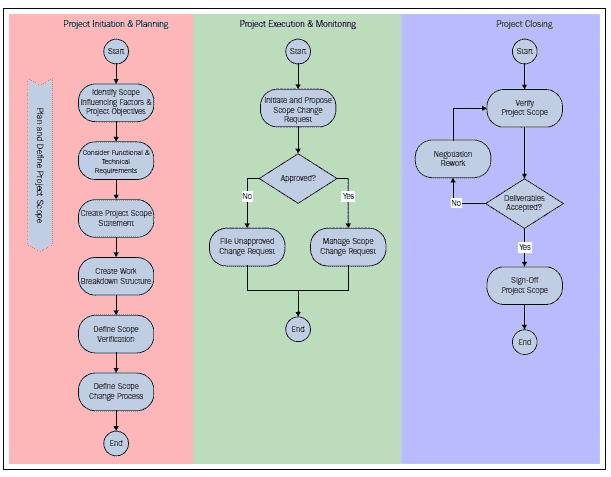 Project Initiation & Planning
Start
Identify Scope
Influencing Factors &
Project Objectives
Consider Functional &
Technical
Requirements
Create Project Scope
Statement
Create Work
Breakdown Structure
Define Scope
Verification
Define Scope
Change Process
End
Plan and Define Project Scope
Project Execution & Monitoring
Start
Initiate and Propose
Scope Change
Request
Approved?
No
Yes
File Unapproved
Change Request
Manage Scope
Change Request
End
Project Closing
Start
Verify
Project Scope
Negotiation
Rework
Deliverables
Accepted?
No
Yes
Sign-Off
Project Scope
End